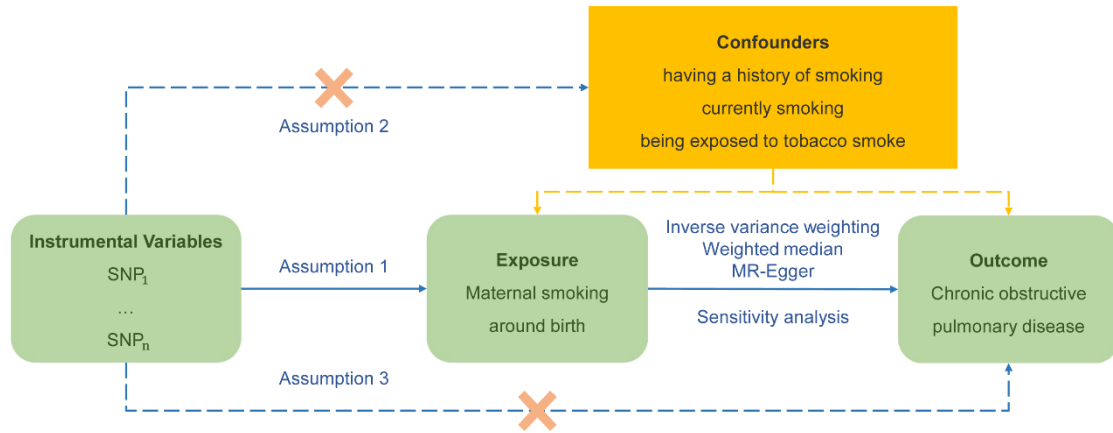 Confounders
having a history of smoking
currently smoking
being exposed to tobacco smoke
Assumption 2
Instrumental Variables
SNP₁
...
SNPₙ
Assumption 1
Exposure
Maternal smoking
around birth
Inverse variance weighting
Weighted median
MR-Egger
Sensitivity analysis
Outcome
Chronic obstructive
pulmonary disease
Assumption 3